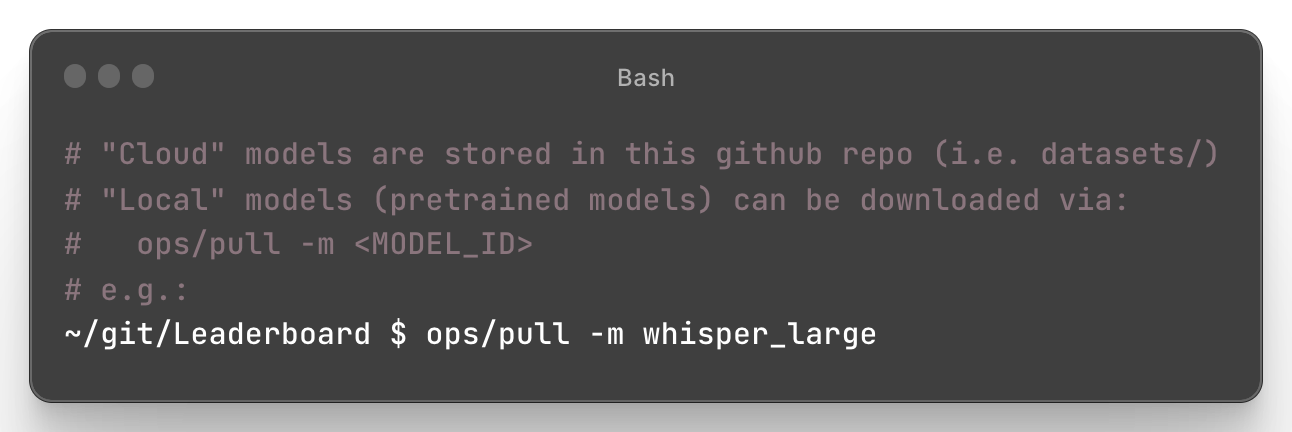 Bash
# "Cloud" models are stored in this github repo (i.e. datasets/)
# "Local" models (pretrained models) can be downloaded via:
#   ops/pull -m <MODEL_ID>
# e.g.:
~/git/Leaderboard $ ops/pull -m whisper_large